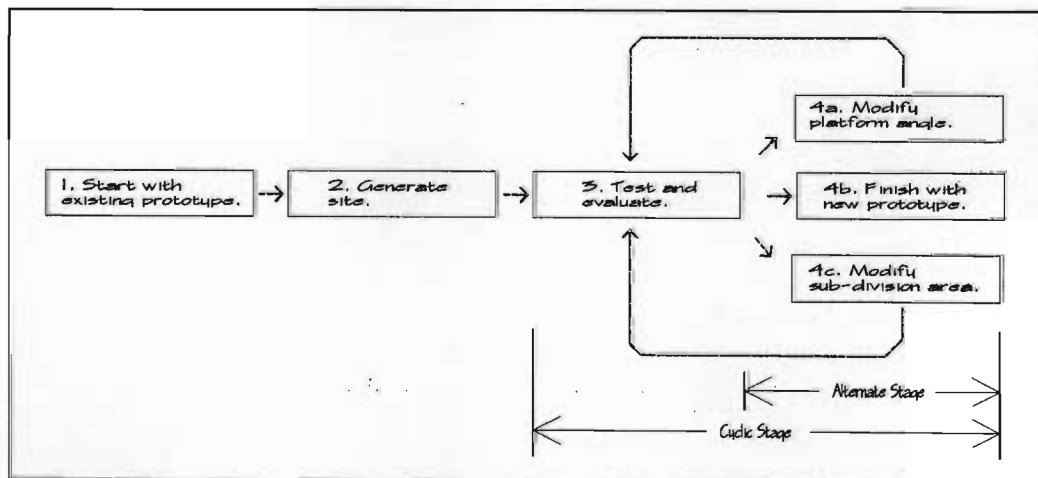 4a. Modify
platform angle.
1. Start with
existing prototype.
2. Generate
site.
3. Test and
evaluate.
4b. Finish with
new prototype.
4c. Modify
sub-division area.
Alternate Stage
Cyclic Stage